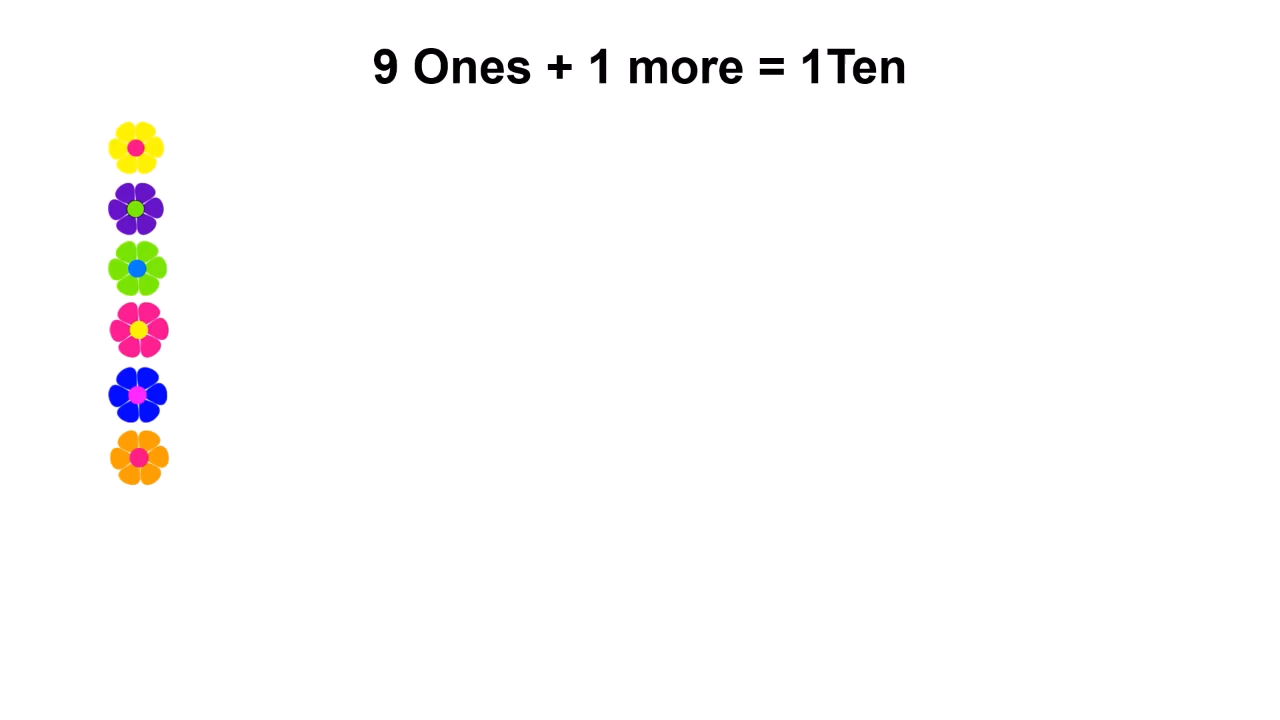 9 Ones + 1 more = 1Ten